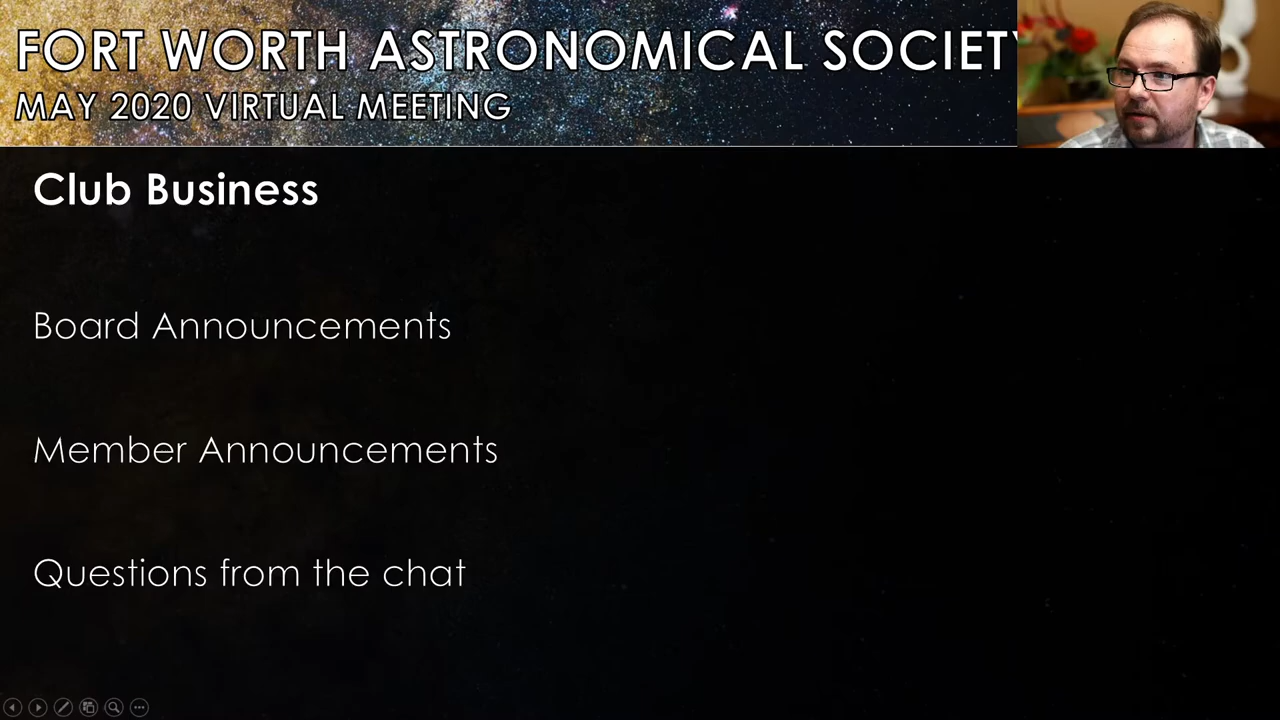 FORT WORTH ASTRONOMICAL SOCIETY
MAY 2020 VIRTUAL MEETING
Club Business
Board Announcements
Member Announcements
Questions from the chat